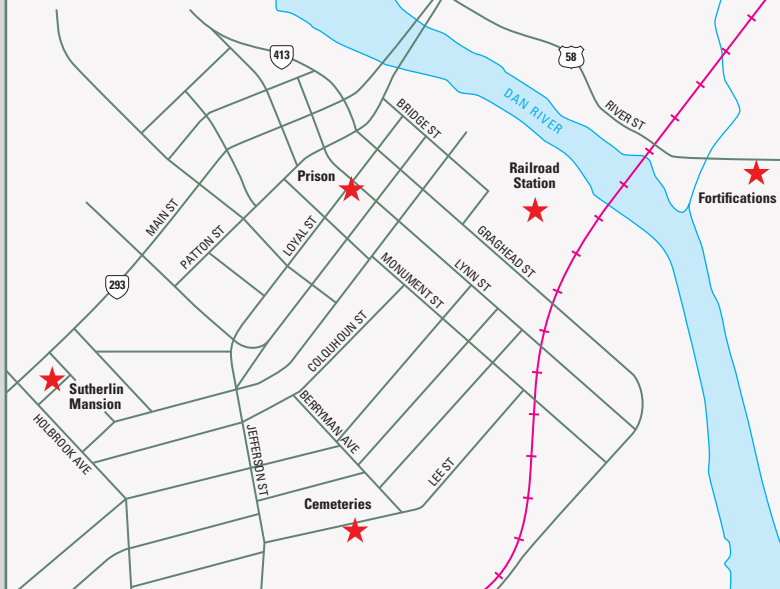 413
58
BRIDGE ST
DAN RIVER
RIVER ST
Railroad
Station
Prison
Fortifications
MAIN ST
PATTON ST
LOYAL ST
GRAGHEAD ST
LYNN ST
MONUMENT ST
293
COLQUHOUN ST
Sutherlin
Mansion
BERRYMAN AVE
HOLBROOK AVE
JEFFERSON ST
LEE ST
Cemeteries